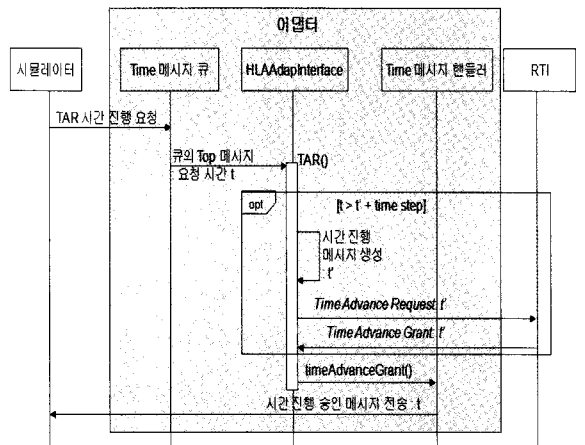 어댑터
시뮬레이터
Time 메시지 큐
HLAAdapInterface
Time 메시지 핸들러
RTI
TAR 시간 진행 요청
큐의 Top 메시지
요청 시간 t
TAR()
opt
[t > t' + time step]
시간 진행
메시지 생성
: t'
Time Advance Request: t'
Time Advance Grant: t'
timeAdvanceGrant()
시간 진행 승인 메시지 전송 : t